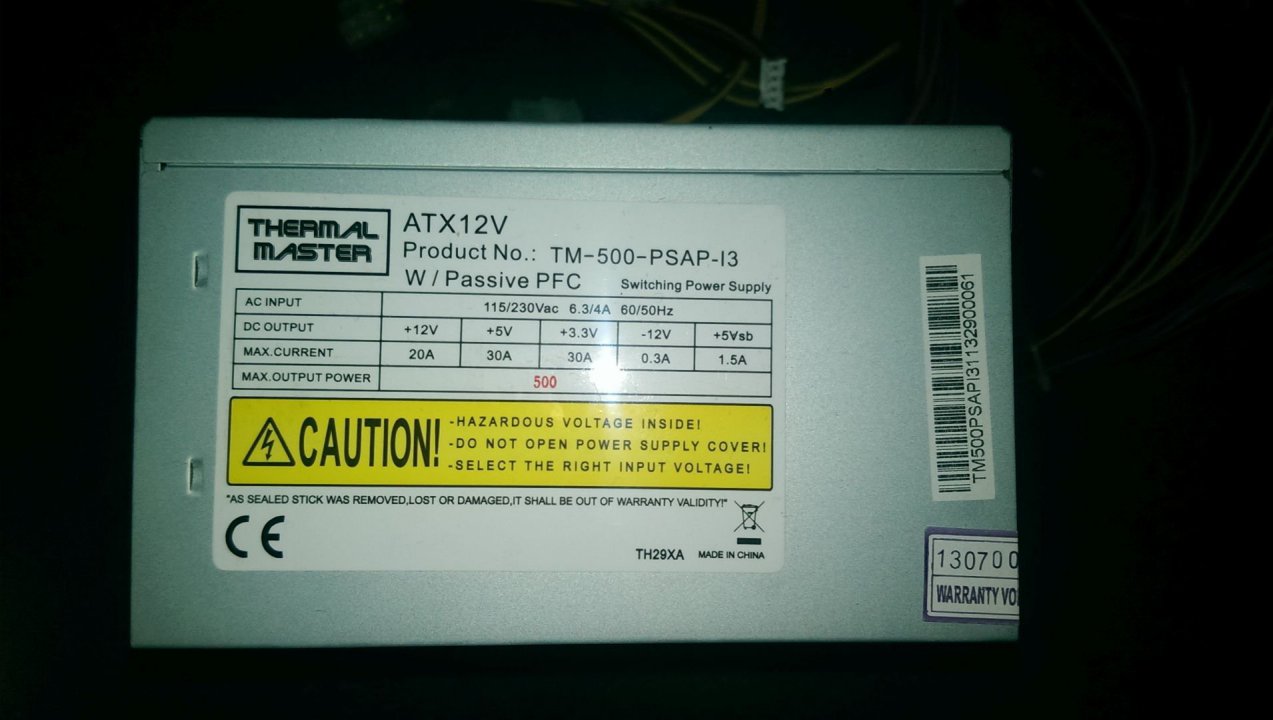 THERMAL
MASTER
ATX12V
Product No.: TM-500-PSAP-I3
W / Passive PFC
Switching Power Supply
AC INPUT 115/230Vac 6.3/4A 60/50Hz
DC OUTPUT +12V +5V +3.3V -12V +5Vsb
MAX.CURRENT 20A 30A 30A 0.3A 1.5A
MAX.OUTPUT POWER 500
CAUTION!
-HAZARDOUS VOLTAGE INSIDE!
-DO NOT OPEN POWER SUPPLY COVER!
-SELECT THE RIGHT INPUT VOLTAGE!
"AS SEALED STICK WAS REMOVED,LOST OR DAMAGED,IT SHALL BE OUT OF WARRANTY VALIDITY!"
CE
TH29XA MADE IN CHINA
TM500PSAPI31132900061
130700
WARRANTY